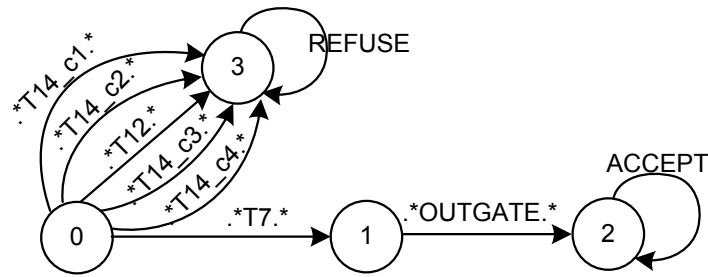 3
REFUSE
.*T14_c1.*
.*T14_c2.*
.*T12.*
.*T14_c3.*
.*T14_c4.*
ACCEPT
0
.*T7.*
1
.*OUTGATE.*
2